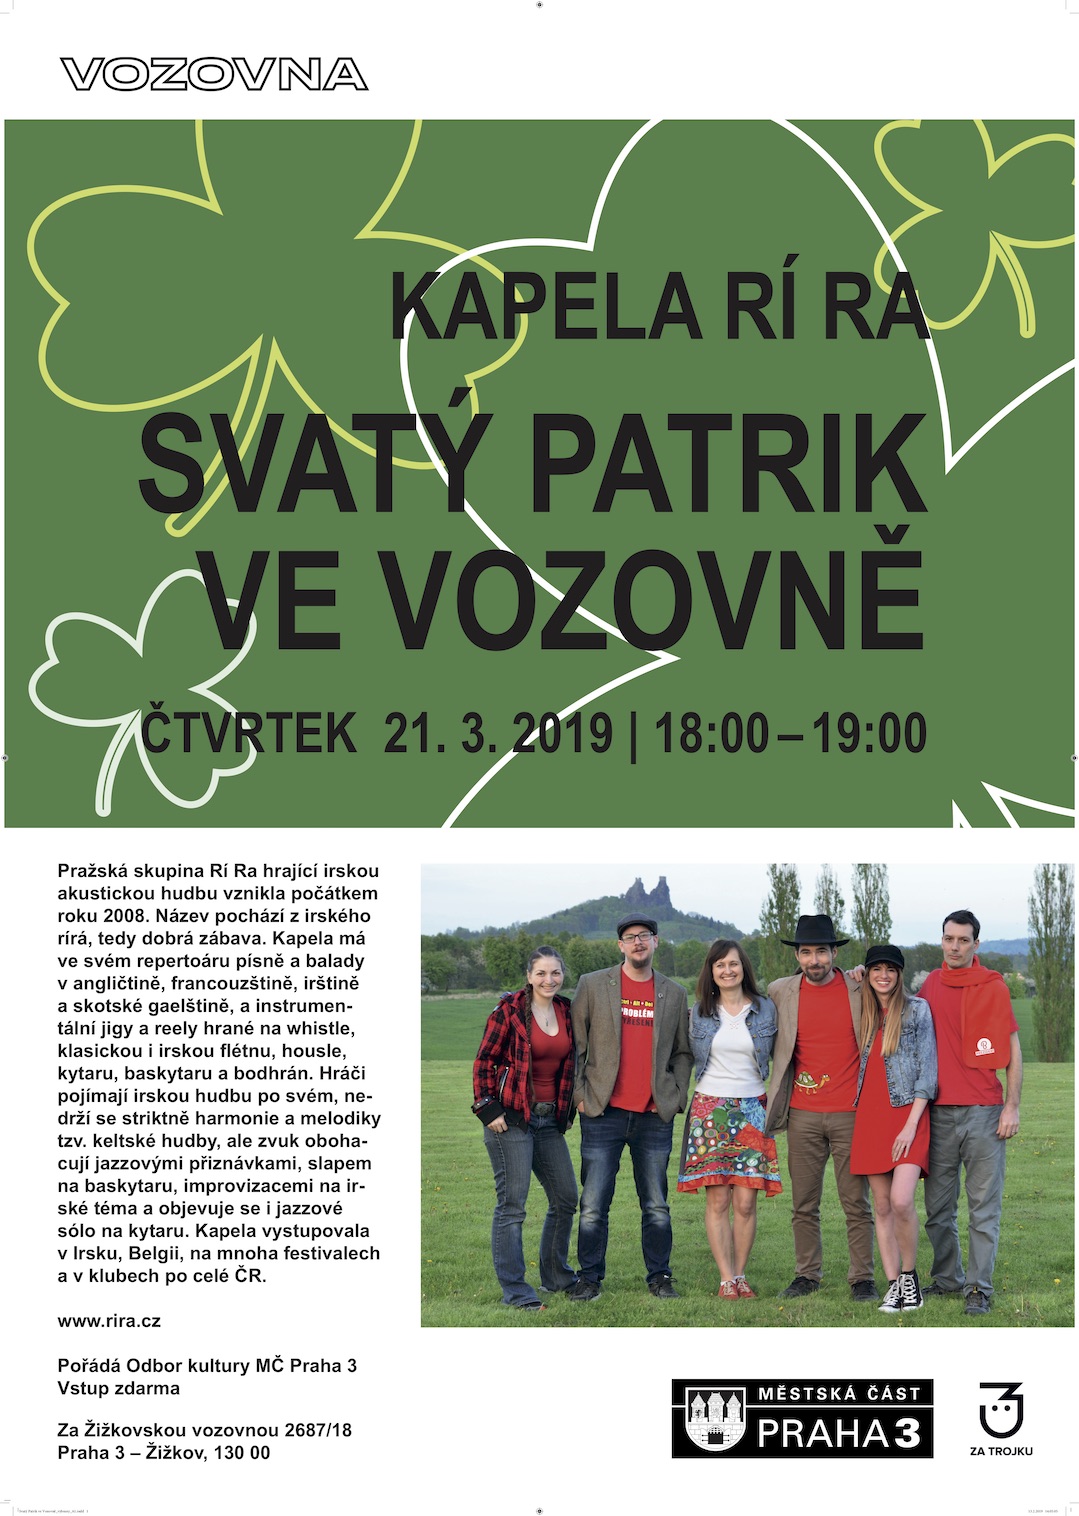 VOZOVNA
KAPELA RÍ RA
SVATÝ PATRIK
VE VOZOVNĚ
ČTVRTEK 21. 3. 2019 | 18:00 – 19:00
Pražská skupina Rí Ra hrající irskou
akustickou hudbu vznikla počátkem
roku 2008. Název pochází z irského
rírá, tedy dobrá zábava. Kapela má
ve svém repertoáru písně a balady
v angličtině, francouzštině, irštině
a skotské gaelštině, a instrumen-
tální jigy a reely hrané na whistle,
klasickou i irskou flétnu, housle,
kytaru, baskytaru a bodhrán. Hráči
pojímají irskou hudbu po svém, ne-
drží se striktně harmonie a melodiky
tzv. keltské hudby, ale zvuk oboha-
cují jazzovými přiznávkami, slapem
na baskytaru, improvizacemi na ir-
ské téma a objevuje se i jazzové
sólo na kytaru. Kapela vystupovala
v Irsku, Belgii, na mnoha festivalech
a v klubech po celé ČR.
www.rira.cz
Pořádá Odbor kultury MČ Praha 3
Vstup zdarma
Za Žižkovskou vozovnou 2687/18
Praha 3 – Žižkov, 130 00
PROBLÉM
MĚSTSKÁ ČÁST
PRAHA 3
3
ZA TROJKU